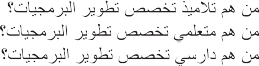 من هم تلاميذ تخصص تطوير البرمجيات؟
من هم متعلمي تخصص تطوير البرمجيات؟
من هم دارسي تخصص تطوير البرمجيات؟